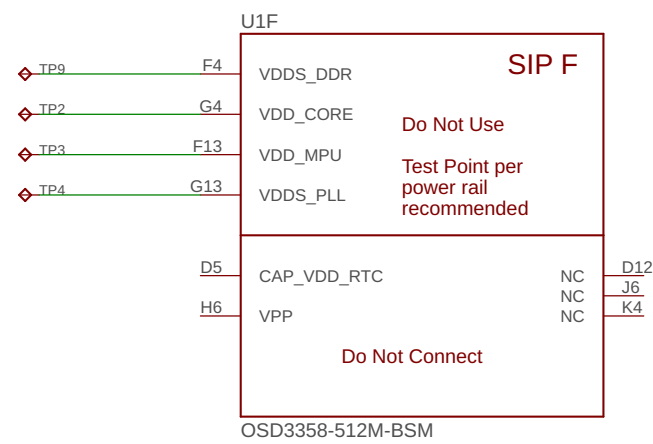 U1F
SIP F
TP9 F4 VDDS_DDR
TP2 G4 VDD_CORE
Do Not Use
TP3 F13 VDD_MPU
Test Point per
power rail
recommended
TP4 G13 VDDS_PLL
D5 CAP_VDD_RTC NC D12
NC J6
H6 VPP NC K4
Do Not Connect
OSD3358-512M-BSM